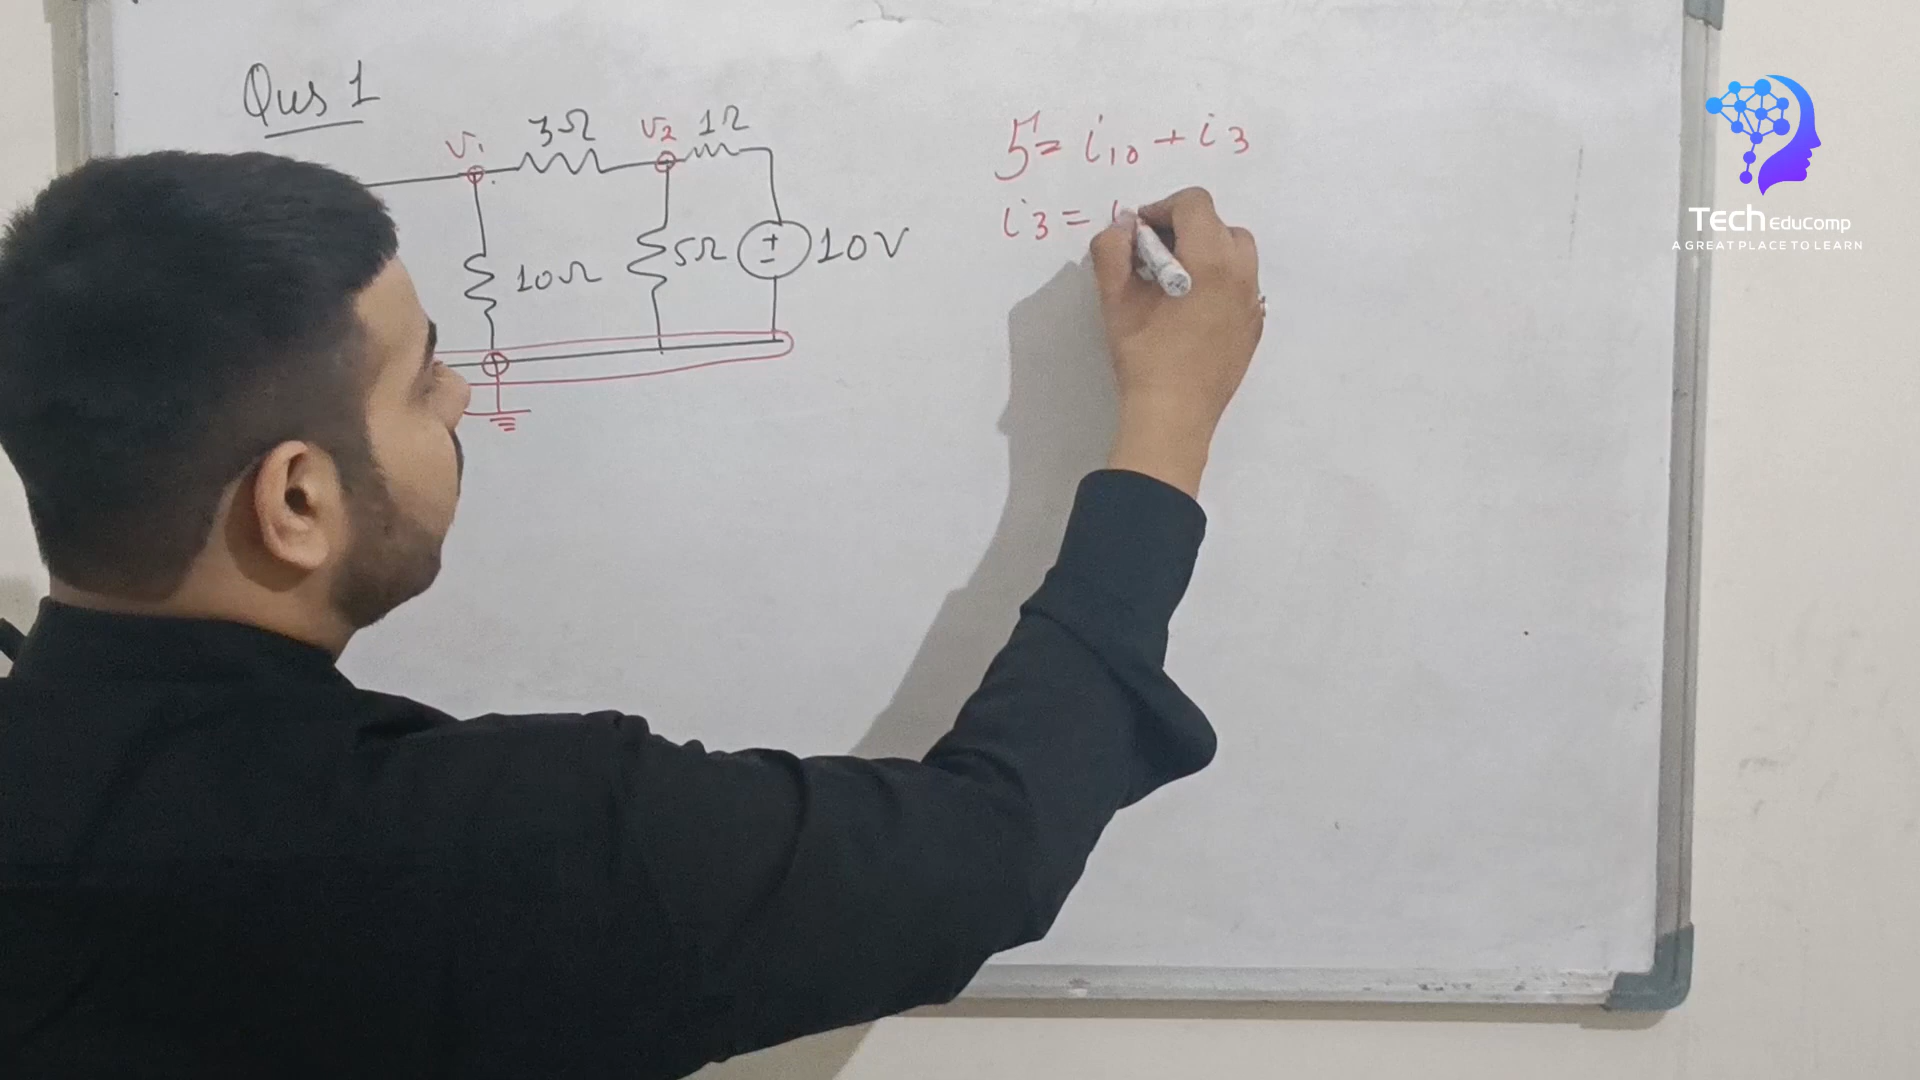 Qus 1
V1 3Ω V2 1Ω
10Ω 5Ω 10V
5 = i10 + i3
i3 =
Tech EduComp
A GREAT PLACE TO LEARN